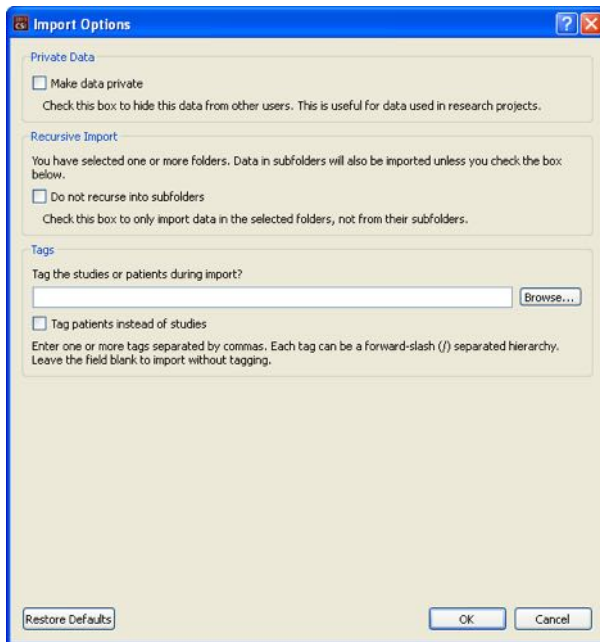 CSI Import Options
Private Data
Make data private
Check this box to hide this data from other users. This is useful for data used in research projects.
Recursive Import
You have selected one or more folders. Data in subfolders will also be imported unless you check the box
below.
Do not recurse into subfolders
Check this box to only import data in the selected folders, not from their subfolders.
Tags
Tag the studies or patients during import?
Browse...
Tag patients instead of studies
Enter one or more tags separated by commas. Each tag can be a forward-slash (/) separated hierarchy.
Leave the field blank to import without tagging.
Restore Defaults OK Cancel